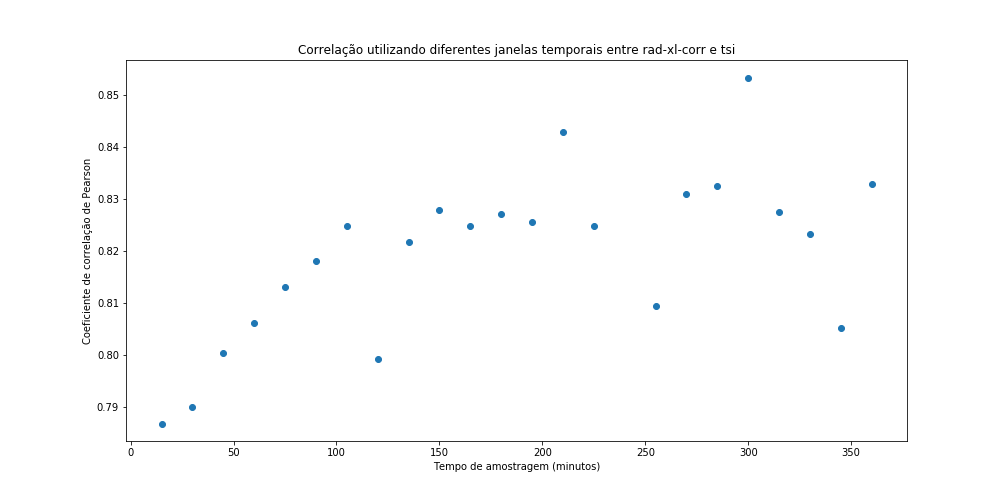 Correlação utilizando diferentes janelas temporais entre rad-xl-corr e tsi
Coeficiente de correlação de Pearson
0.85
0.84
0.83
0.82
0.81
0.80
0.79
0 50 100 150 200 250 300 350
Tempo de amostragem (minutos)